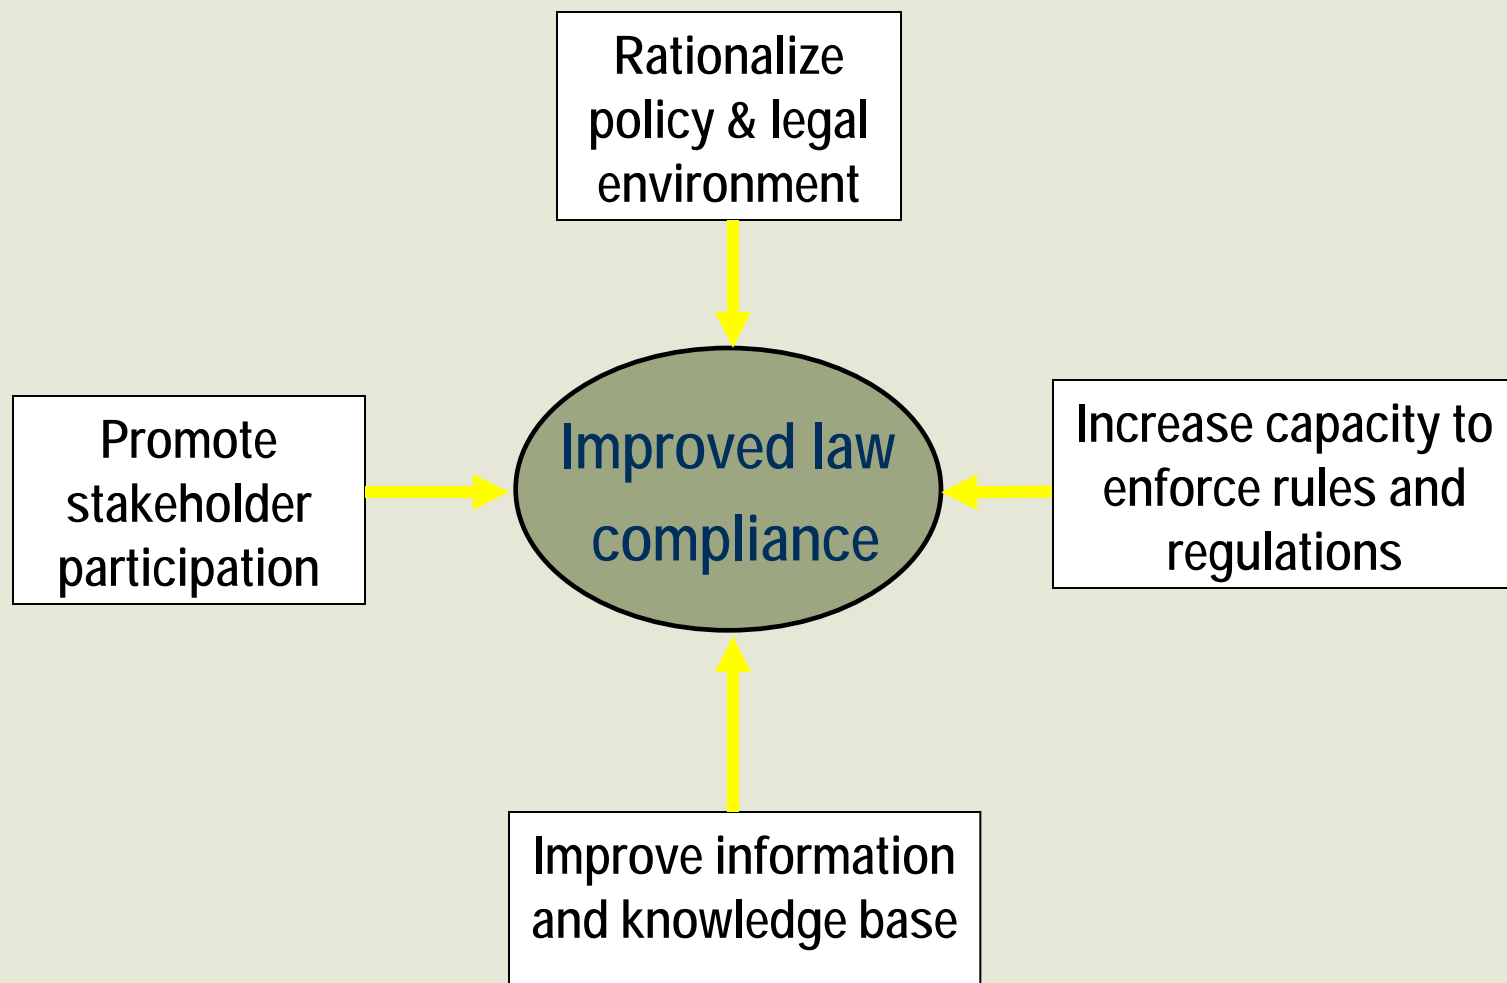 Rationalize
policy & legal
environment
Promote
stakeholder
participation
Improved law
compliance
Increase capacity to
enforce rules and
regulations
Improve information
and knowledge base